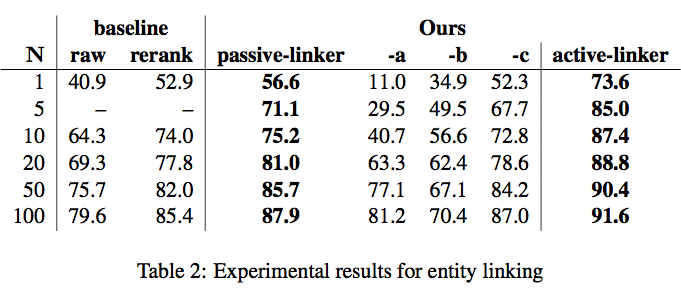 baseline Ours
N raw rerank passive-linker -a -b -c active-linker
1 40.9 52.9 56.6 11.0 34.9 52.3 73.6
5 – – 71.1 29.5 49.5 67.7 85.0
10 64.3 74.0 75.2 40.7 56.6 72.8 87.4
20 69.3 77.8 81.0 63.3 62.4 78.6 88.8
50 75.7 82.0 85.7 77.1 67.1 84.2 90.4
100 79.6 85.4 87.9 81.2 70.4 87.0 91.6
Table 2: Experimental results for entity linking